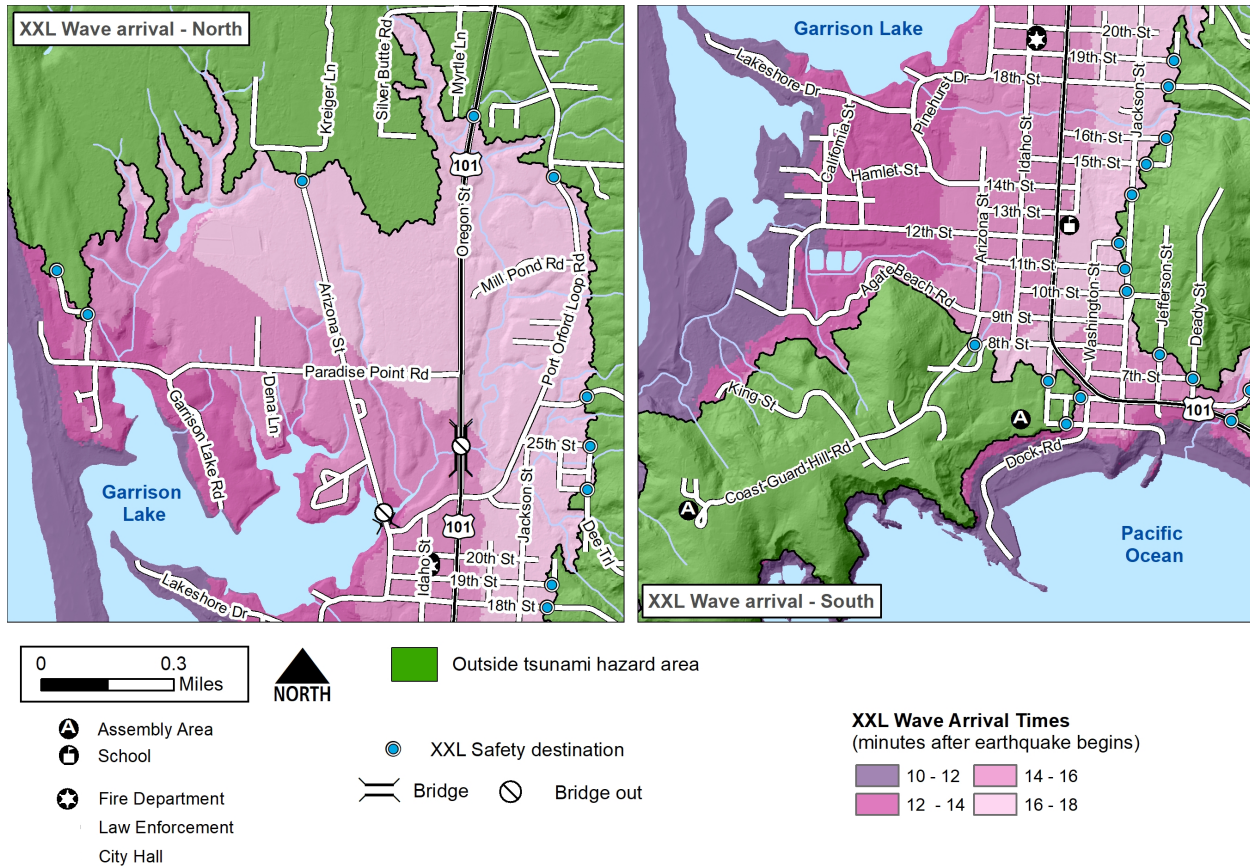 XXL Wave arrival - North
Kreiger Ln
Silver Butte Rd
Myrtle Ln
101
Oregon St
Mill Pond Rd
Port Orford Loop Rd
Arizona St
Paradise Point Rd
Dena Ln
Garrison Lake Rd
Garrison
Lake
25th St
Jackson St
101
Idaho St
20th St
19th St
18th St
Dee Trl
Lakeshore Dr
Garrison Lake
Lakeshore Dr
20th St
19th St
18th St
Pinehurst Dr
California St
Idaho St
Jackson St
16th St
15th St
Hamlet St
14th St
13th St
12th St
Arizona St
11th St
Agate Beach Rd
10th St
Washington St
Jefferson St
Deady St
9th St
8th St
7th St
King St
101
A
Dock Rd
Coast Guard Hill Rd
A
Pacific
Ocean
XXL Wave arrival - South
0 0.3
Miles
NORTH
Outside tsunami hazard area
A Assembly Area
School
Fire Department
Law Enforcement
City Hall
XXL Safety destination
Bridge
Bridge out
XXL Wave Arrival Times
(minutes after earthquake begins)
10 - 12
14 - 16
12 - 14
16 - 18